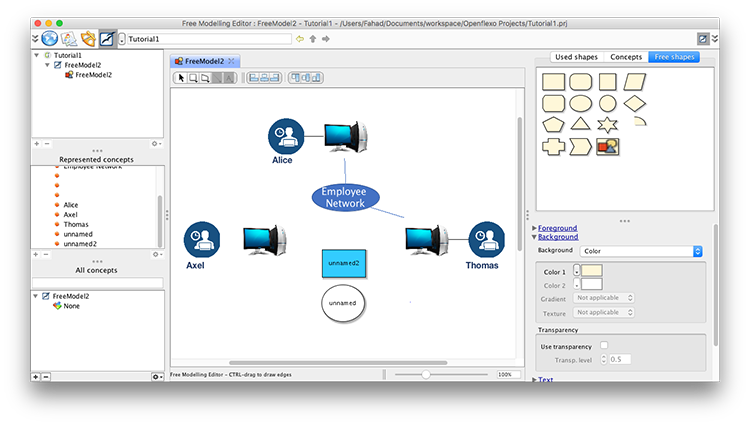 Free Modelling Editor : FreeModel2 - Tutorial1 - /Users/Fahad/Documents/workspace/Openflexo Projects/Tutorial1.prj
Tutorial1
Tutorial1
FreeModel2
FreeModel2
Represented concepts
Employee Network
Alice
Axel
Thomas
unnamed
unnamed2
All concepts
FreeModel2
None
FreeModel2
A
Alice
Employee
Network
Axel
Thomas
unnamed2
unnamed
Free Modelling Editor - CTRL-drag to draw edges
100%
Used shapes Concepts Free shapes
Foreground
Background
Background Color
Color 1
Color 2
Gradient Not applicable
Texture Not applicable
Transparency
Use transparency
Transp. level 0.5
Text